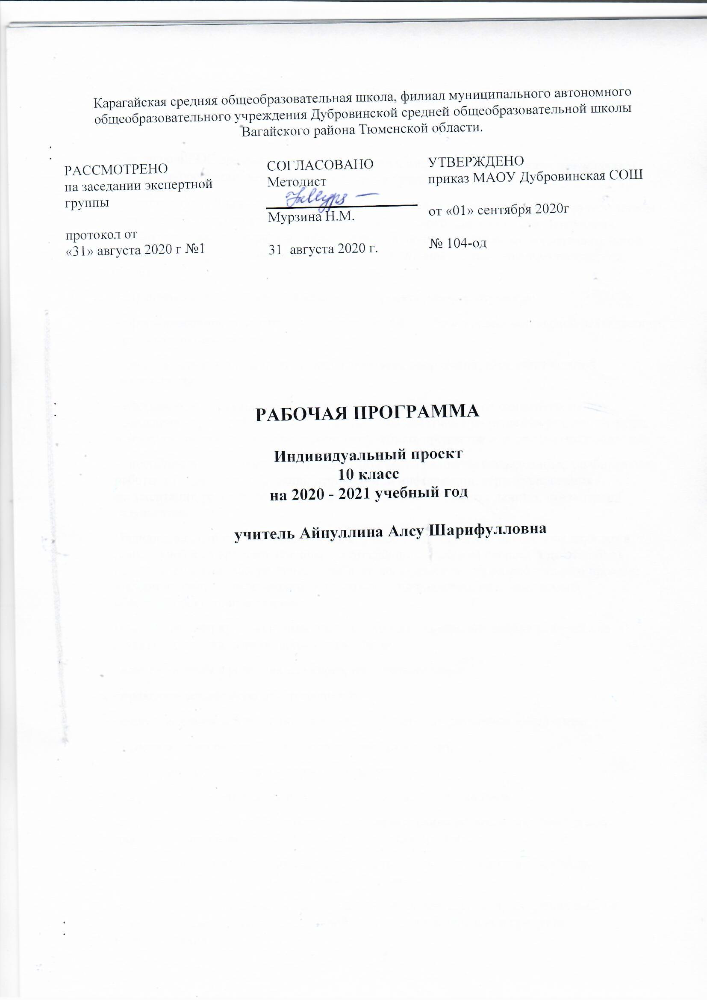 Карагайская средняя общеобразовательная школа, филиал муниципального автономного
общеобразовательного учреждения Дубровинской средней общеобразовательной школы
Вагайского района Тюменской области.
РАССМОТРЕНО
на заседании экспертной
группы
протокол от
«31» августа 2020 г №1
СОГЛАСОВАНО
Методист
Мурзина Н.М.
31 августа 2020 г.
УТВЕРЖДЕНО
приказ МАОУ Дубровинская СОШ
от «01» сентября 2020г
№ 104-од
РАБОЧАЯ ПРОГРАММА
Индивидуальный проект
10 класс
на 2020 - 2021 учебный год
учитель Айнуллина Алсу Шарифулловна